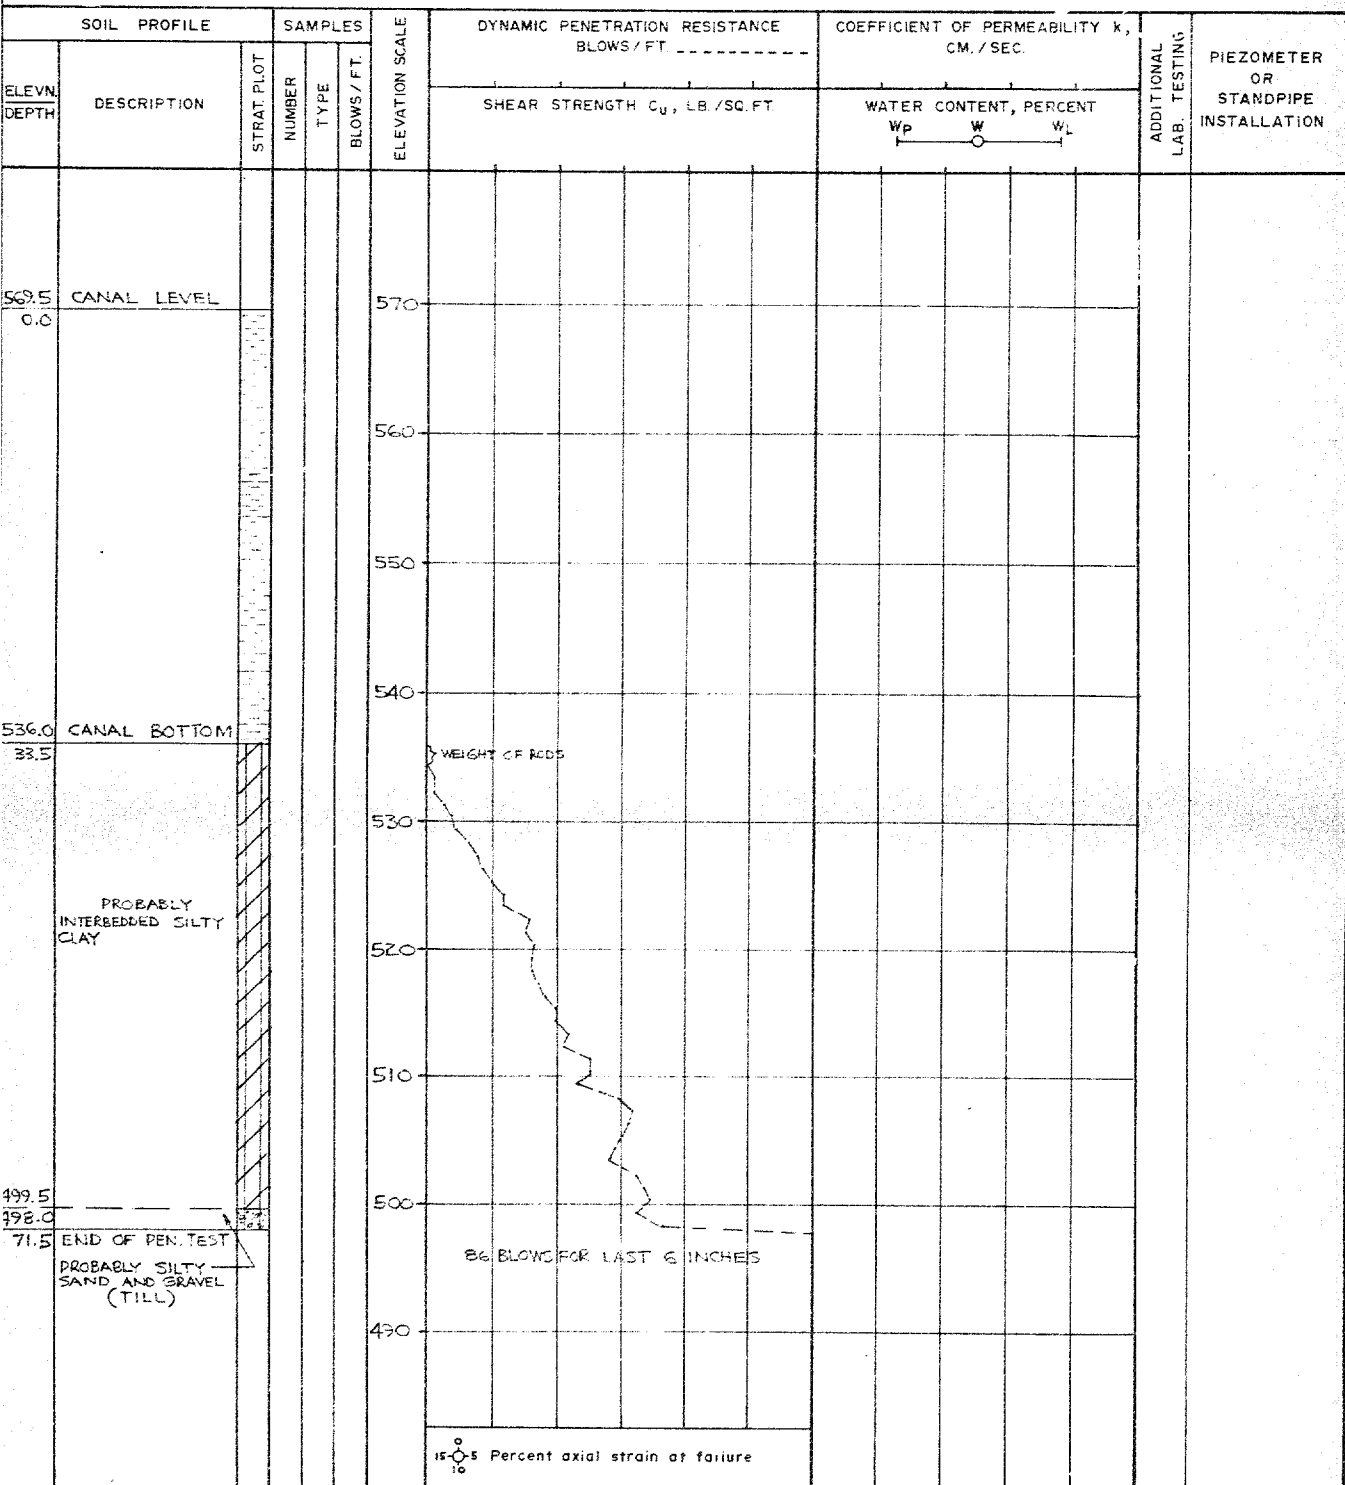 SOIL PROFILE
SAMPLES
ELEVATION SCALE
DYNAMIC PENETRATION RESISTANCE
BLOWS / FT. -----------
COEFFICIENT OF PERMEABILITY k,
CM. / SEC.
ADDITIONAL
LAB. TESTING
PIEZOMETER
OR
STANDPIPE
INSTALLATION
ELEVN.
DEPTH
DESCRIPTION
STRAT. PLOT
NUMBER
TYPE
BLOWS / FT.
SHEAR STRENGTH Cu, LB./SQ.FT.
WATER CONTENT, PERCENT
WP W WL
569.5 CANAL LEVEL
0.0
570
560
550
540
536.0 CANAL BOTTOM
33.5
WEIGHT OF RODS
530
PROBABLY
INTERBEDDED SILTY
CLAY
520
510
499.5
498.0
71.5 END OF PEN. TEST
PROBABLY SILTY
SAND AND GRAVEL
(TILL)
500
86 BLOWS FOR LAST 6 INCHES
490
0
15 5 Percent axial strain at failure
10